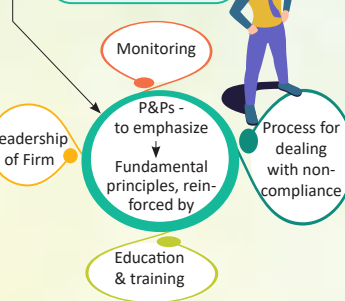 Monitoring
P&Ps -
to emphasize
Fundamental
principles, rein-
forced by
eadership
of Firm
Process for
dealing
with non-
compliance
Education
& training